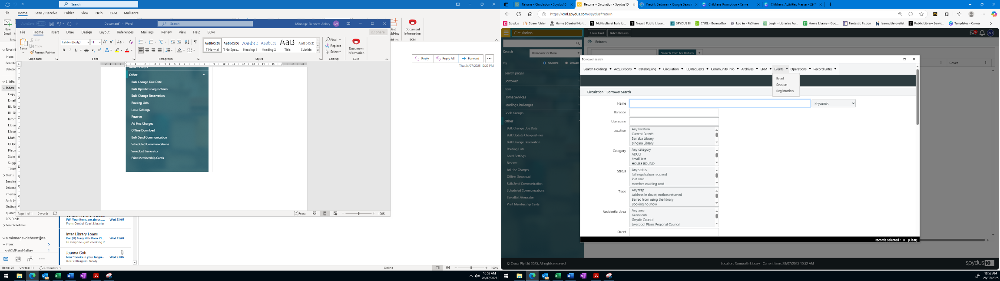 Search
File Home Send / Receive Folder View Help ECM MailStore
New
Email
New
Get
Add-ins
Document
Information
ECM
AutoSave Off
Document1 - Word
Search
Minnage-Dehnert, Abbey AM
File Home Insert Draw Design Layout References Mailings Review View Help ECM
Share
Paste
Cut
Copy
Format Painter
Clipboard
Calibri (Body) 11
Font
Paragraph
AaBbCcDc AaBbCcDc AaBbCc AaBbCcC AaB AaBbCcC
¶ Normal ¶ No Spac... Heading 1 Heading 2 Title Subtitle
Styles
Find
Replace
Select
Editing
Document
Information
ECM
Reply Reply All Forward
Thu 24/07/2025 12:22 PM
Other
Bulk Change Due Date
Bulk Update Charges/Fines
Bulk Change Reservation
Routing Lists
Local Settings
Reserve
Ad Hoc Charges
Offline Download
Bulk Send Communication
Scheduled Communications
SavedList Generator
Print Membership Cards
Page 1 of 1 0 words
Focus
100%
Favori
Inbox
Sent Ite
Deleted
LibRe
Inbox
Copy
Email
ILL N
ILL O
Inforr
Librar
Librar
Multi
OH&
Placn
State
Sugg
TROV
Drafts
Sent Ite
Deleted
Infected
Junk E-
Outbox
quaran
RSS Feeds
Search Folders
a.minnage-dehnert@ta...
Inbox 5
ACMF and Gallery 1
FW: Your Items are almost ... Wed 23/07
From: Central Coast Libraries
Inter Library Loans
Fw: [ill] Surry Hills Book Cl... Wed 23/07
Hi everyone - just checking if
Joanna Goh
New "Books in your langu... Wed 23/07
Dear colleagues Newly
Items: 20 Unread: 11 Reminders: 3
Online
100%
10:52 AM
28/07/2025
Returns - Circulation - Spydus10
Returns - Circulation - Spydus10
Fredrik Backman - Google Search
Childrens Promotion - Canva
Childrens Activities Master - 29.7
https://cnrl.spydus.com/spydus#return
Spydus
Spam folder
Home | Central Nort...
Multicultural bulk lo...
News | Public Librar...
SPYDUS BI
CNRL - BorrowBox
Log in - ReShare
Login - Libraries Au...
Home Library - Goo...
Fantastic Fiction
learnwithnovelist
Public Library Servic...
Templates - Canva
Circulation
Clear Grid Batch Returns
AD
Returns
Search
Borrower or Item
By
Keyword Browse
Search Item for Return
Cover
Search pages
Borrower
Item
Home Services
Reading Challenges
Book Groups
Other
Bulk Change Due Date
Bulk Update Charges/Fines
Bulk Change Reservation
Routing Lists
Local Settings
Reserve
Ad Hoc Charges
Offline Download
Bulk Send Communication
Scheduled Communications
SavedList Generator
Print Membership Cards
Borrower search
Search Holdings Acquisitions Cataloguing Circulation ILL/Requests Community Info Archives ERM Events Operations Record Entry
Event
Session
Registration
Circulation - Borrower Search
Name
Keywords
Barcode
Username
Location
Any location
Current Branch
Barraba Library
Bingara Library
Category
Any category
ADULT
Email Test
HOUSE BOUND
Status
Any status
full registration required
lost card
member awaiting card
Traps
Any trap
Address in doubt, notices returned
Barred from using the library
Booking no show
Residential Area
Any area
Gunnedah
Gwydir Council
Liverpool Plains Regional Council
Street
Records selected : 0 [Clear]
© Civica Pty Ltd 2025. All rights reserved
Location: Tamworth Library Current time: 28/07/2025 10:52 AM
spydus10
10:52 AM
28/07/2025